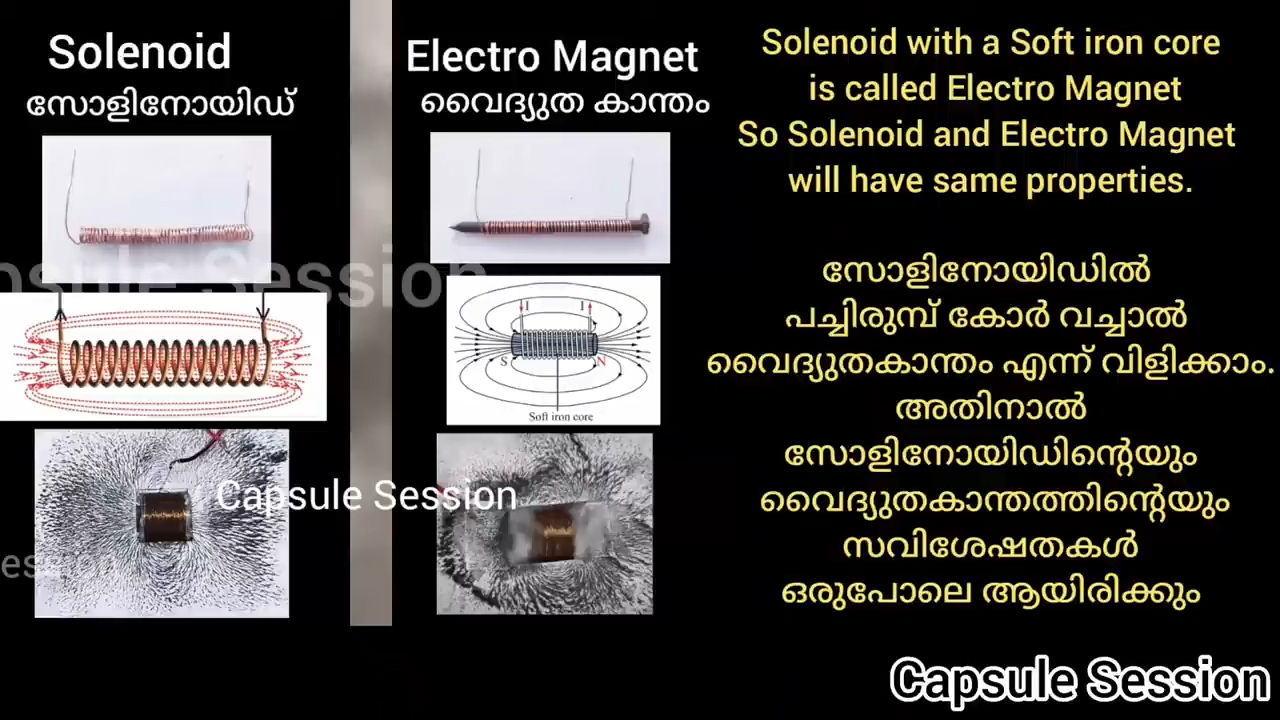 Solenoid
സോളിനോയിഡ്
Electro Magnet
വൈദ്യുത കാന്തം
I
I
S
N
Soft iron core
Solenoid with a Soft iron core
is called Electro Magnet
So Solenoid and Electro Magnet
will have same properties.
സോളിനോയിഡിൽ
പച്ചിരുമ്പ് കോർ വച്ചാൽ
വൈദ്യുതകാന്തം എന്ന് വിളിക്കാം.
അതിനാൽ
സോളിനോയിഡിന്റെയും
വൈദ്യുതകാന്തത്തിന്റെയും
സവിശേഷതകൾ
ഒരുപോലെ ആയിരിക്കും
Capsule Session
Capsule Session